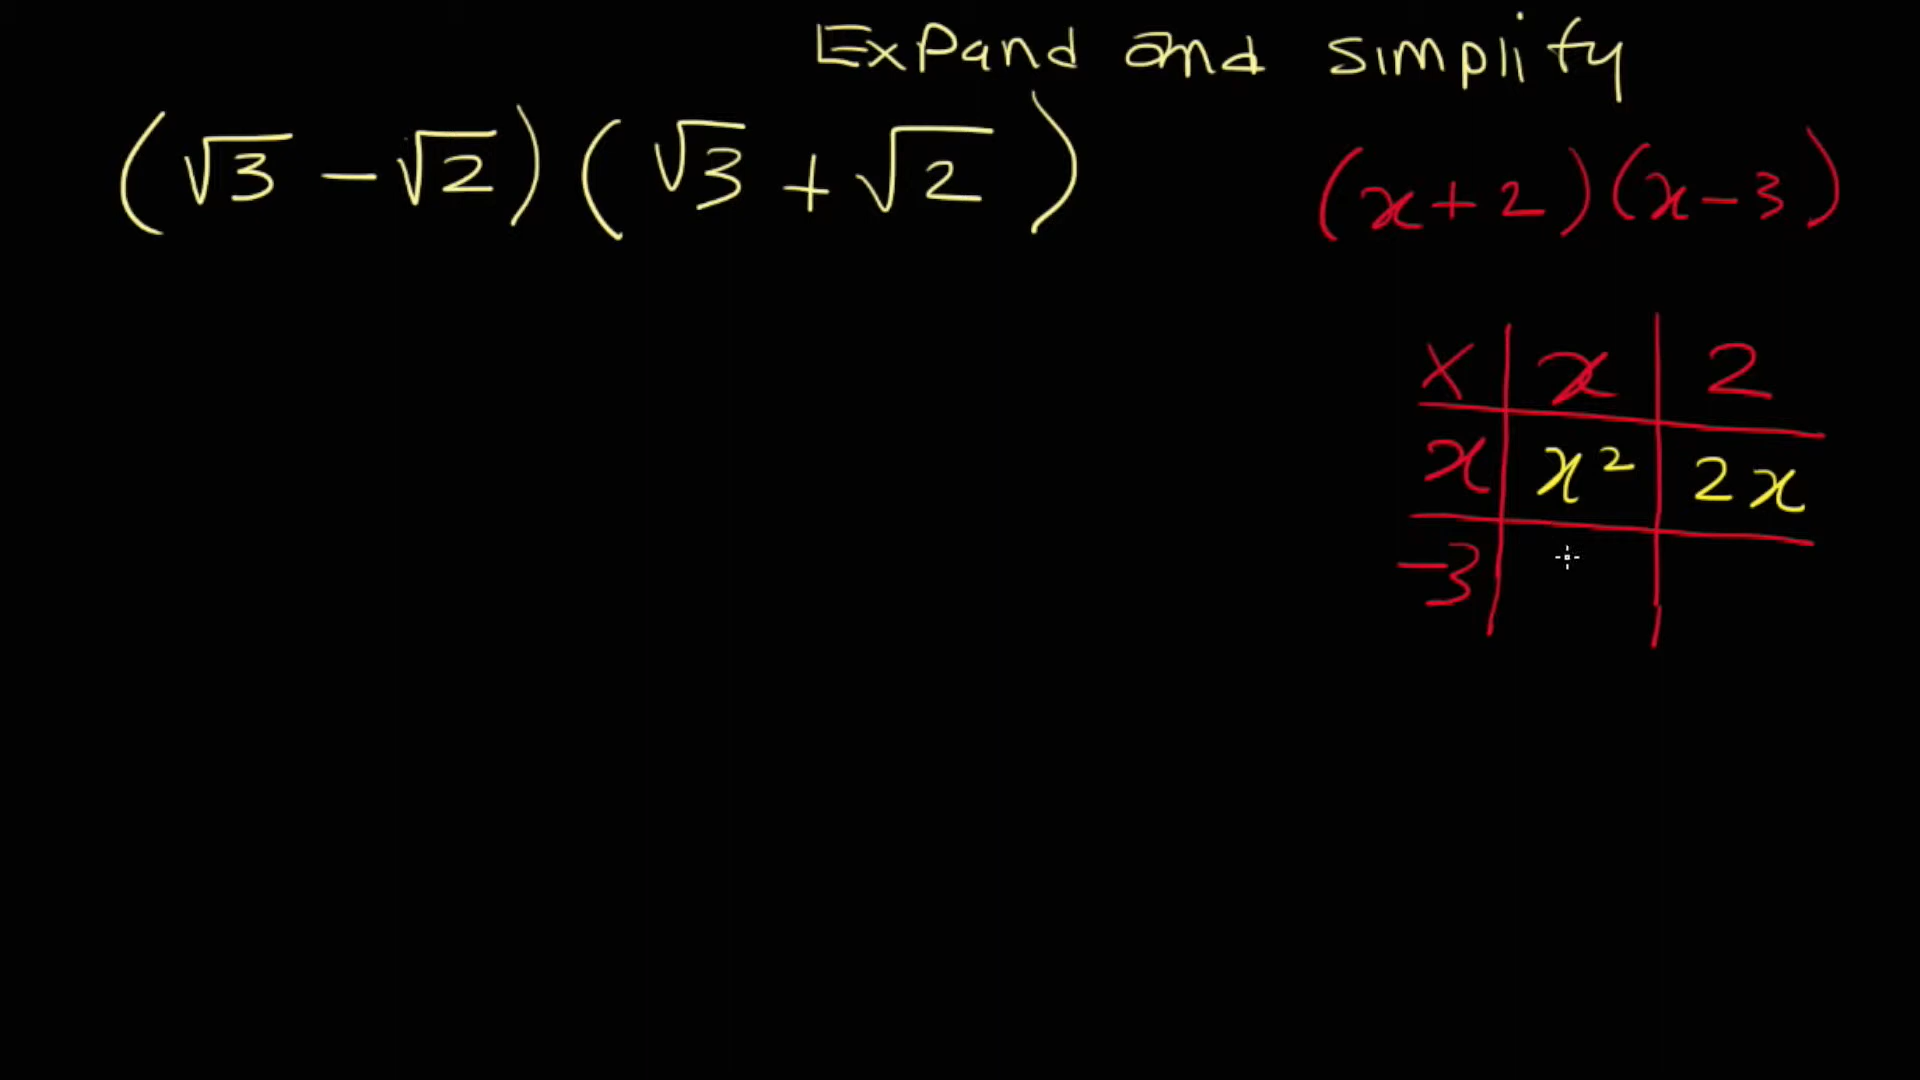 Expand and simplify
(√3 − √2)(√3 + √2)
(x+2)(x−3)
× x 2
x x² 2x
−3